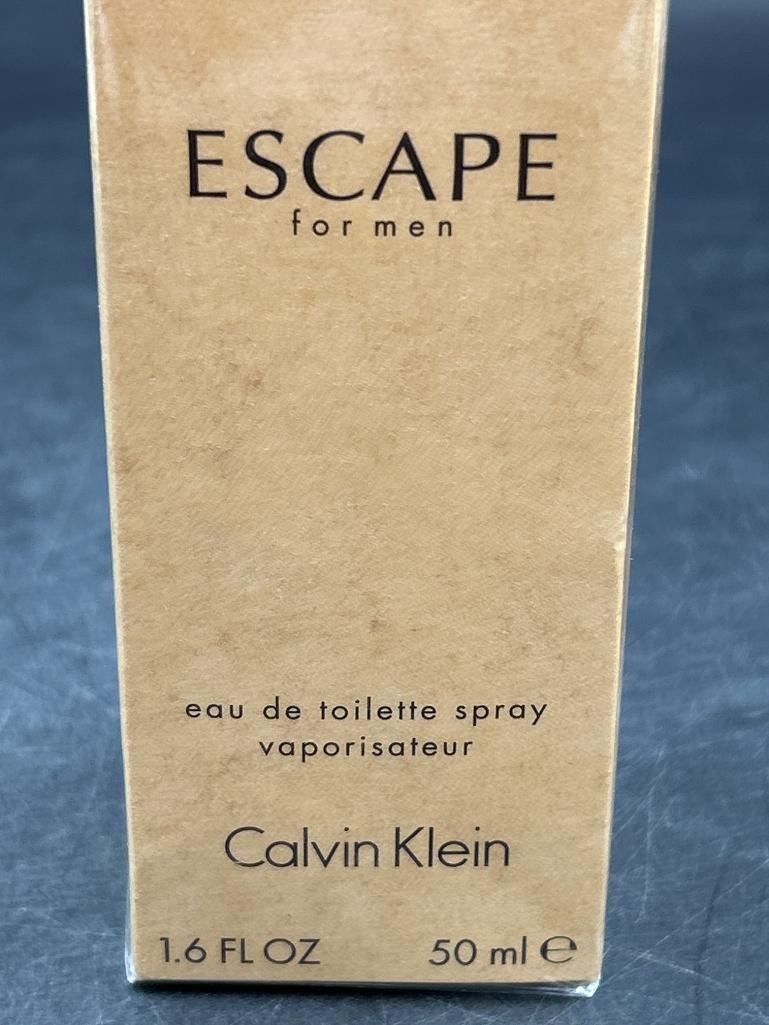 ESCAPE
for men
eau de toilette spray
vaporisateur
Calvin Klein
1.6 FL OZ 50 ml ℮